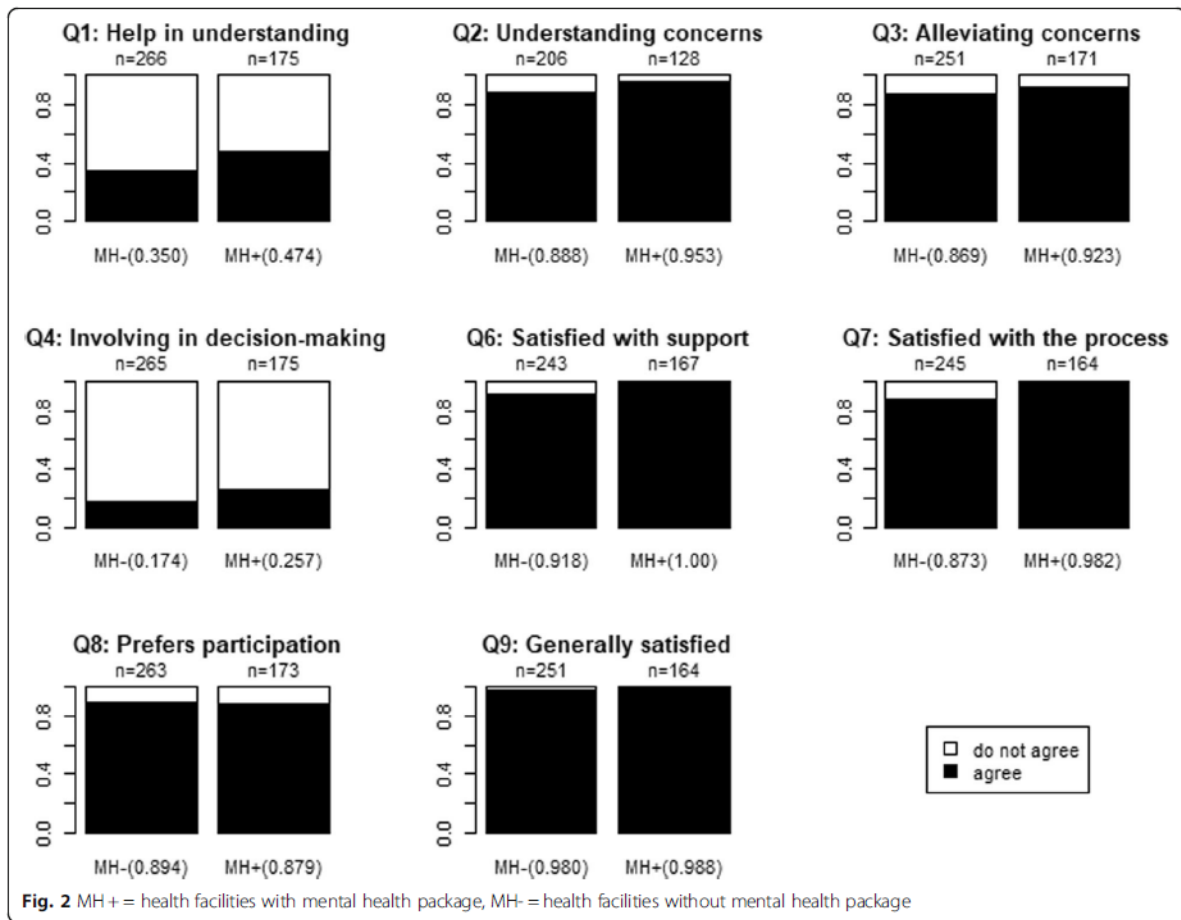 Q1: Help in understanding
n=266 n=175
0.0 0.4 0.8
MH-(0.350) MH+(0.474)
Q2: Understanding concerns
n=206 n=128
0.0 0.4 0.8
MH-(0.888) MH+(0.953)
Q3: Alleviating concerns
n=251 n=171
0.0 0.4 0.8
MH-(0.869) MH+(0.923)
Q4: Involving in decision-making
n=265 n=175
0.0 0.4 0.8
MH-(0.174) MH+(0.257)
Q6: Satisfied with support
n=243 n=167
0.0 0.4 0.8
MH-(0.918) MH+(1.00)
Q7: Satisfied with the process
n=245 n=164
0.0 0.4 0.8
MH-(0.873) MH+(0.982)
Q8: Prefers participation
n=263 n=173
0.0 0.4 0.8
MH-(0.894) MH+(0.879)
Q9: Generally satisfied
n=251 n=164
0.0 0.4 0.8
MH-(0.980) MH+(0.988)
do not agree
agree
Fig. 2 MH + = health facilities with mental health package, MH- = health facilities without mental health package